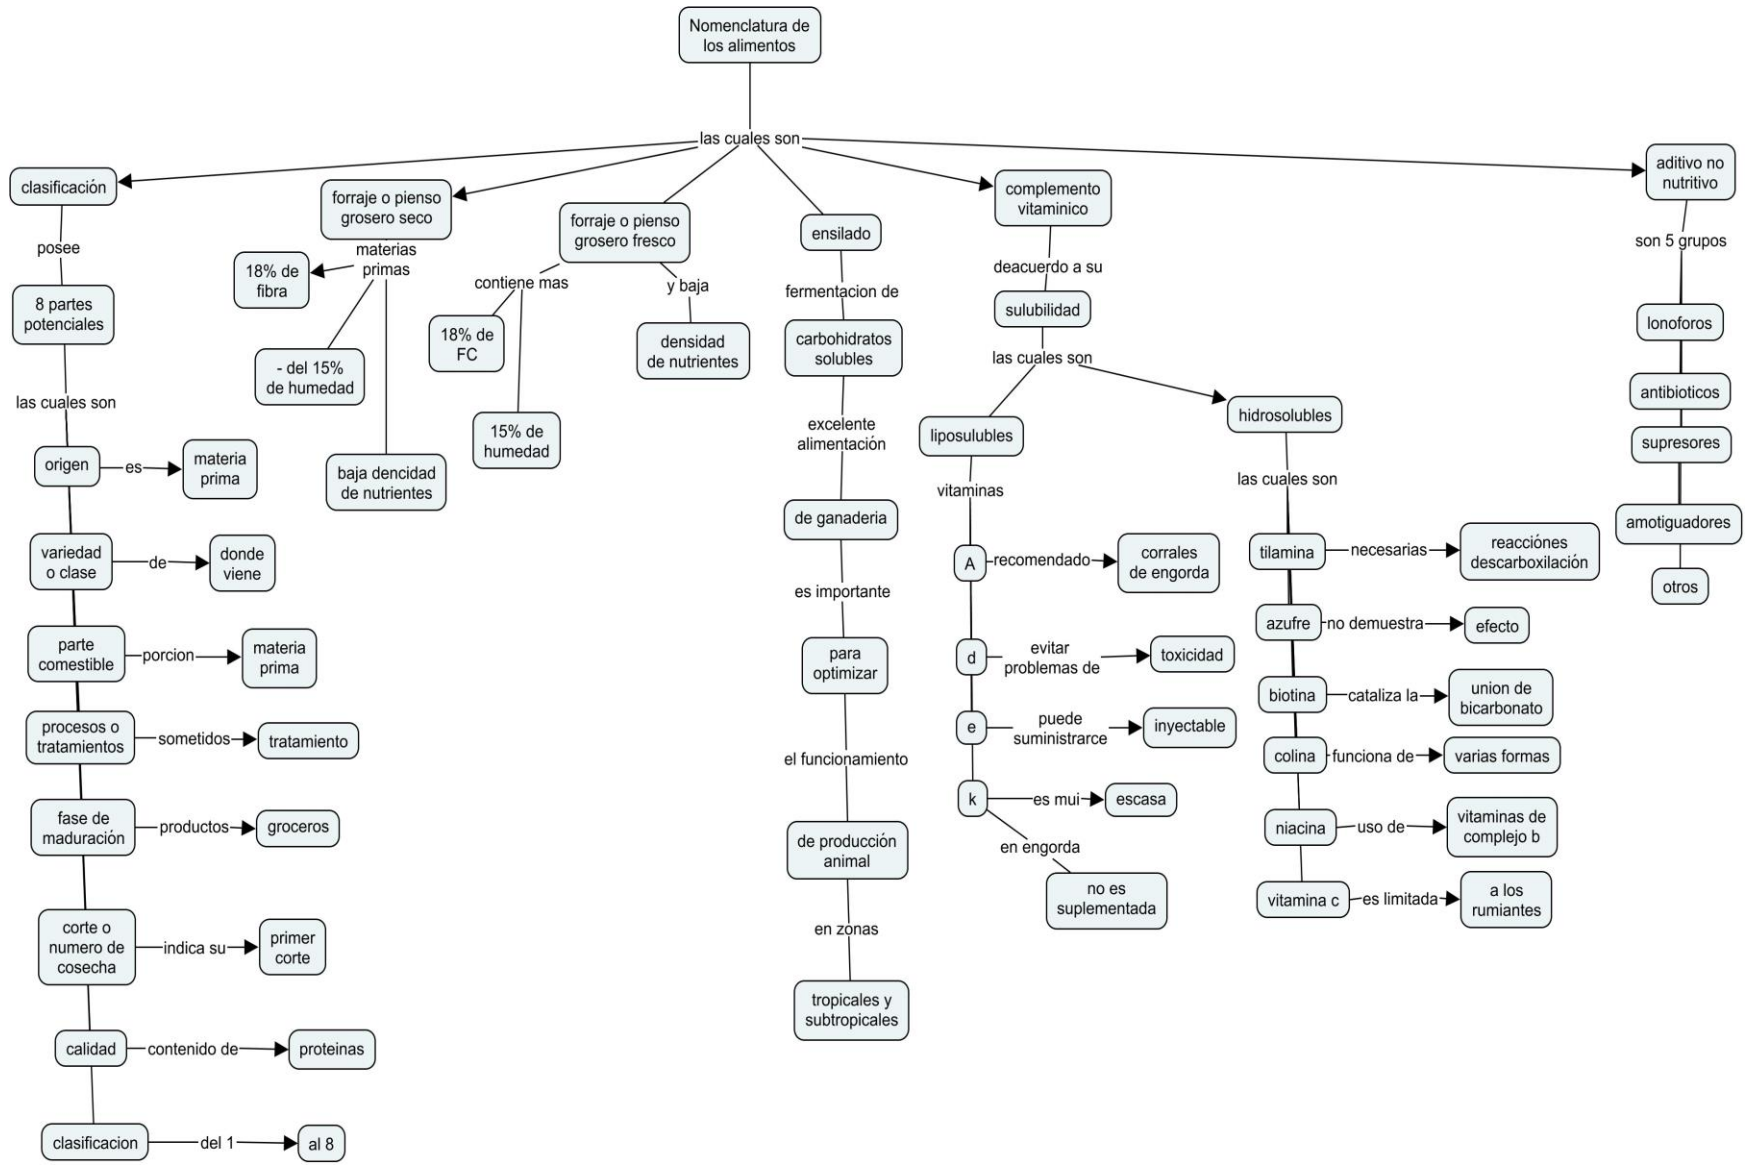 Nomenclatura de
los alimentos
las cuales son
clasificación
posee
8 partes
potenciales
las cuales son
origen
es
materia
prima
variedad
o clase
de
donde
viene
parte
comestible
porcion
materia
prima
procesos o
tratamientos
sometidos
tratamiento
fase de
maduración
productos
groceros
corte o
numero de
cosecha
indica su
primer
corte
calidad
contenido de
proteinas
clasificacion
del 1
al 8
forraje o pienso
grosero seco
materias
primas
18% de
fibra
- del 15%
de humedad
baja dencidad
de nutrientes
forraje o pienso
grosero fresco
contiene mas
18% de
FC
15% de
humedad
y baja
densidad
de nutrientes
ensilado
fermentacion de
carbohidratos
solubles
excelente
alimentación
de ganaderia
es importante
para
optimizar
el funcionamiento
de producción
animal
en zonas
tropicales y
subtropicales
complemento
vitaminico
deacuerdo a su
sulubilidad
las cuales son
liposulubles
vitaminas
A
recomendado
corrales
de engorda
d
evitar
problemas de
toxicidad
e
puede
suministrarce
inyectable
k
es mui
escasa
en engorda
no es
suplementada
hidrosolubles
las cuales son
tilamina
necesarias
reacciónes
descarboxilación
azufre
no demuestra
efecto
biotina
cataliza la
union de
bicarbonato
colina
funciona de
varias formas
niacina
uso de
vitaminas de
complejo b
vitamina c
es limitada
a los
rumiantes
aditivo no
nutritivo
son 5 grupos
lonoforos
antibioticos
supresores
amotiguadores
otros